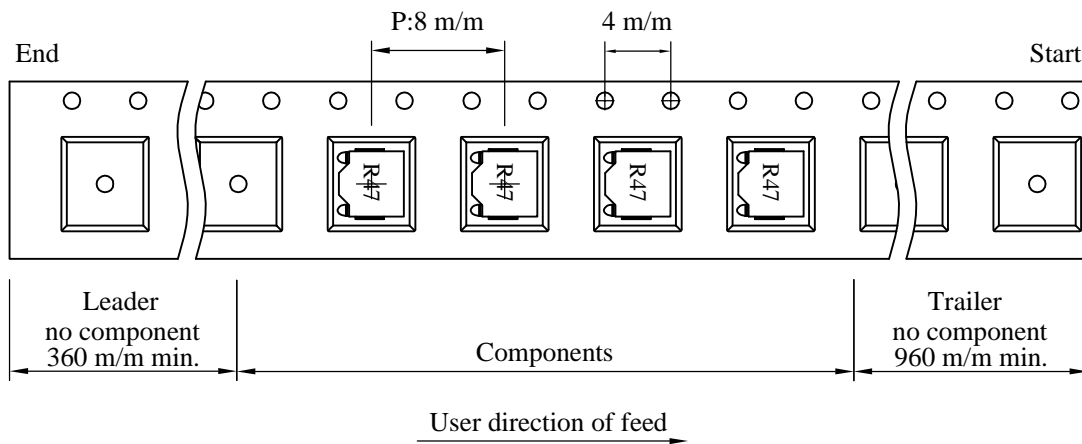 P:8 m/m
4 m/m
End
Start
R47
R47
R47
R47
Leader
no component
360 m/m min.
Components
Trailer
no component
960 m/m min.
User direction of feed